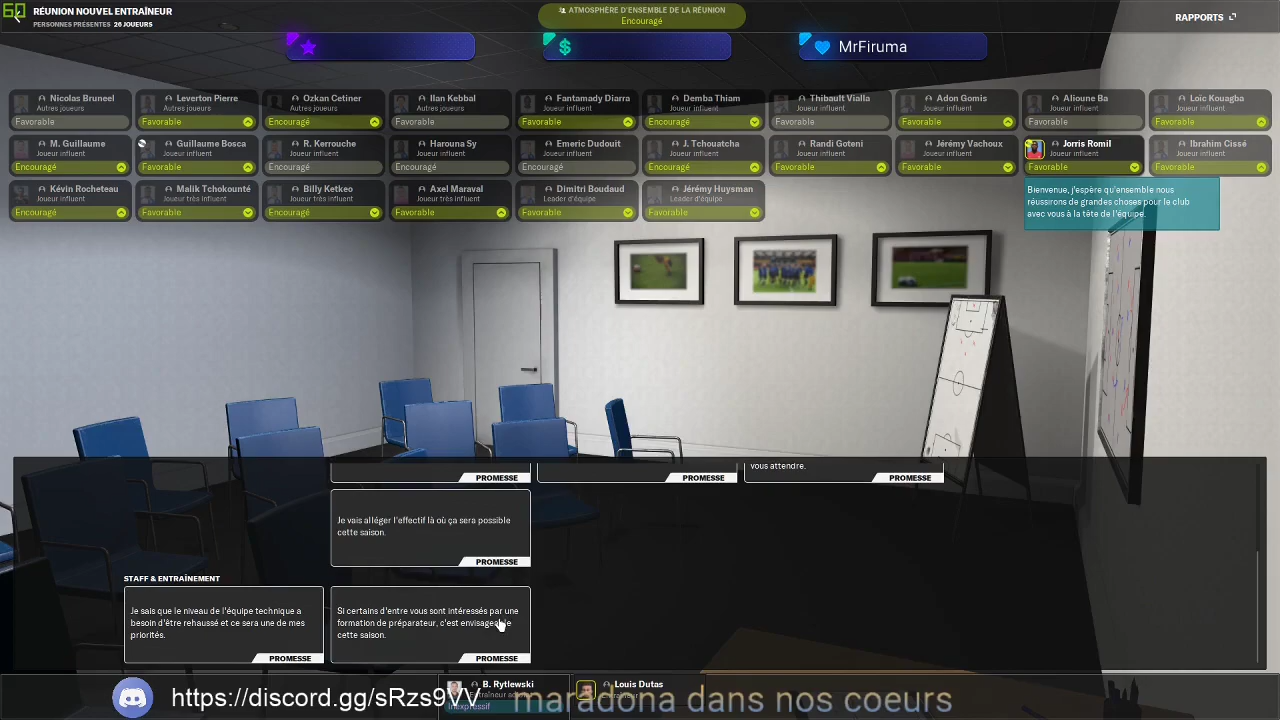 60
RÉUNION NOUVEL ENTRAÎNEUR
PERSONNES PRÉSENTES 26 JOUEURS
ATMOSPHÈRE D'ENSEMBLE DE LA RÉUNION
Encouragé
RAPPORTS
MrFiruma
Nicolas Bruneel
Autres joueurs
Favorable
Leverton Pierre
Autres joueurs
Favorable
Ozkan Cetiner
Autres joueurs
Encouragé
Ilan Kebbal
Autres joueurs
Favorable
Fantamady Diarra
Joueur influent
Favorable
Demba Thiam
Joueur influent
Encouragé
Thibault Vialla
Joueur influent
Favorable
Adon Gomis
Joueur influent
Favorable
Alioune Ba
Joueur influent
Favorable
Loic Kouagba
Joueur influent
Favorable
M. Guillaume
Joueur influent
Encouragé
Guillaume Bosca
Joueur influent
Favorable
R. Kerrouche
Joueur influent
Encouragé
Harouna Sy
Joueur influent
Encouragé
Emeric Dudouit
Joueur influent
Encouragé
J. Tchouatcha
Joueur influent
Encouragé
Randi Goteni
Joueur influent
Favorable
Jérémy Vachoux
Joueur influent
Favorable
Jorris Romil
Joueur influent
Favorable
Ibrahim Cissé
Joueur influent
Favorable
Kévin Rocheteau
Joueur influent
Encouragé
Malik Tchokounté
Joueur très influent
Favorable
Billy Ketkeo
Joueur très influent
Encouragé
Axel Maraval
Joueur très influent
Favorable
Dimitri Boudaud
Leader d'équipe
Favorable
Jérémy Huysman
Leader d'équipe
Favorable
Bienvenue, j'espère qu'ensemble nous
réussirons de grandes choses pour le club
avec vous à la tête de l'équipe.
vous attendre.
PROMESSE
PROMESSE
PROMESSE
Je vais alléger l'effectif là où ça sera possible
cette saison.
PROMESSE
STAFF & ENTRAÎNEMENT
Je sais que le niveau de l'équipe technique a
besoin d'être rehaussé et ce sera une de mes
priorités.
PROMESSE
Si certains d'entre vous sont intéressés par une
formation de préparateur, c'est envisageable
cette saison.
PROMESSE
https://discord.gg/sRzs9VV
B. Rytlewski
Entraîneur adjoint
Inexpressif
Louis Dutas
Entraîneur
maradona dans nos coeurs